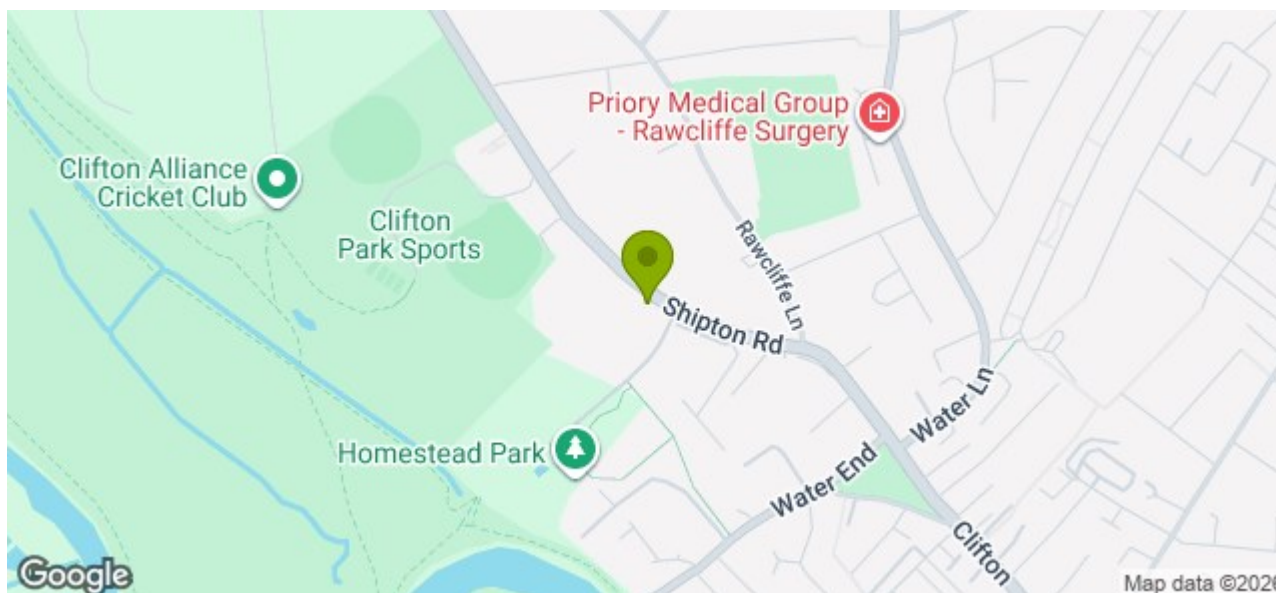 Priory Medical Group
- Rawcliffe Surgery
Clifton Alliance
Cricket Club
Clifton
Park Sports
Rawcliffe Ln
Shipton Rd
Water Ln
Homestead Park
Water End
Clifton
Google
Map data ©2026